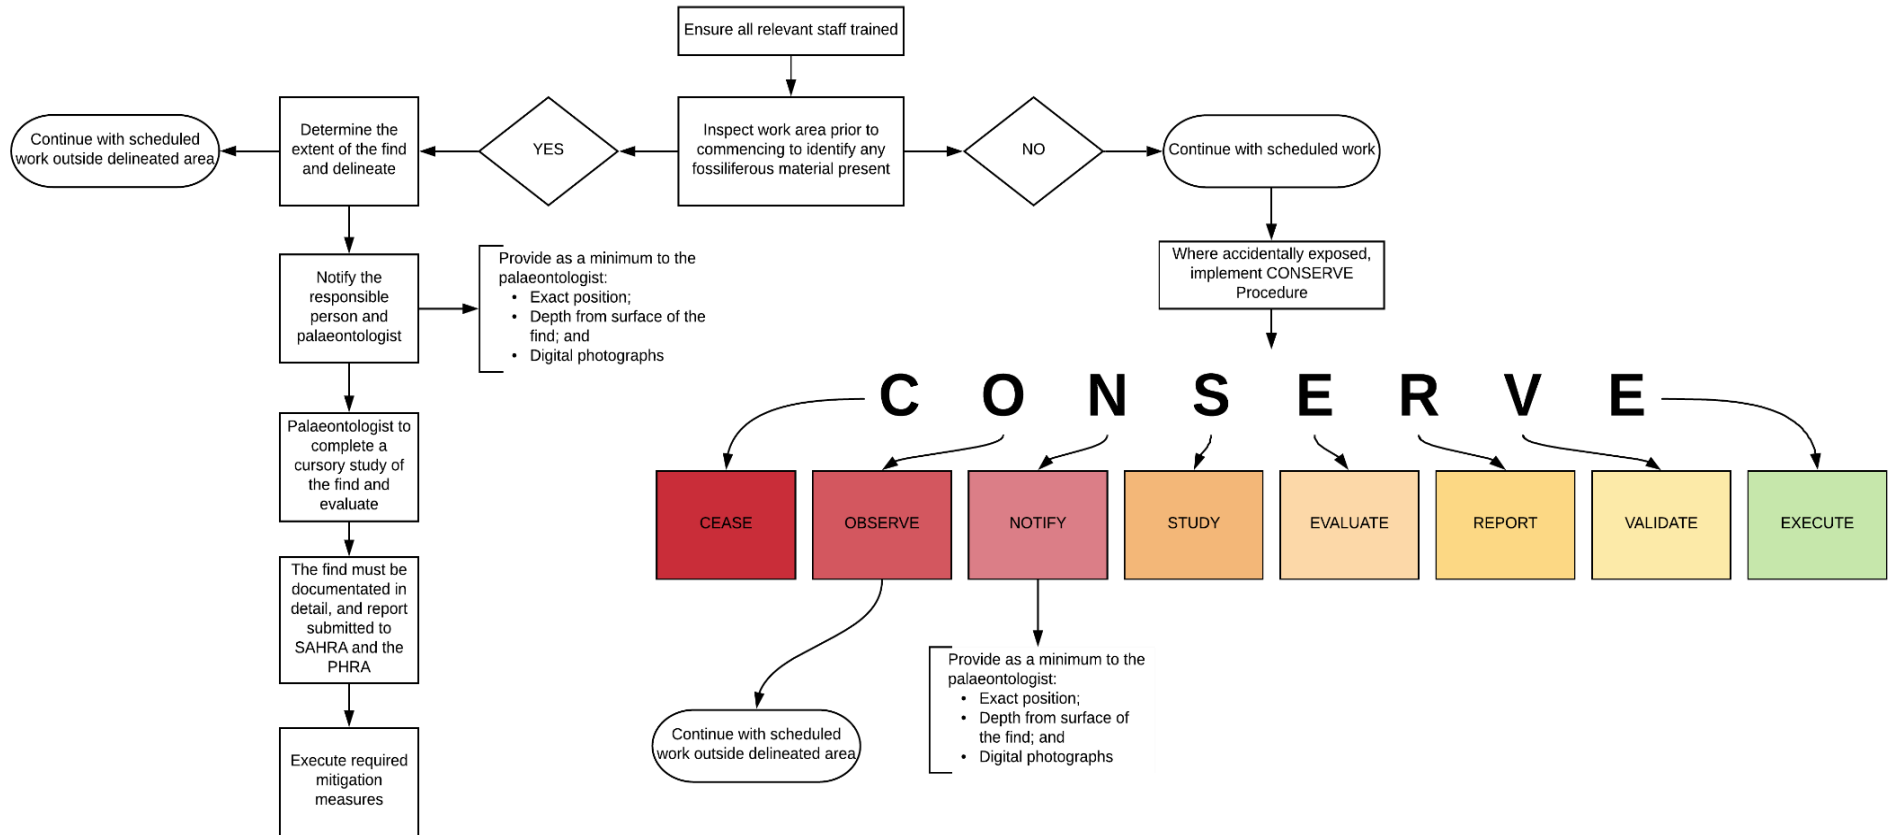 Ensure all relevant staff trained
Continue with scheduled
work outside delineated area
Determine the
extent of the find
and delineate
YES
Inspect work area prior to
commencing to identify any
fossiliferous material present
NO
Continue with scheduled work
Notify the
responsible
person and
palaeontologist
Provide as a minimum to the
palaeontologist:
• Exact position;
• Depth from surface of the
find; and
• Digital photographs
Where accidentally exposed,
implement CONSERVE
Procedure
Palaeontologist to
complete a
cursory study of
the find and
evaluate
C O N S E R V E
CEASE
OBSERVE
NOTIFY
STUDY
EVALUATE
REPORT
VALIDATE
EXECUTE
The find must be
documentated in
detail, and report
submitted to
SAHRA and the
PHRA
Continue with scheduled
work outside delineated area
Provide as a minimum to the
palaeontologist:
• Exact position;
• Depth from surface of
the find; and
• Digital photographs
Execute required
mitigation
measures